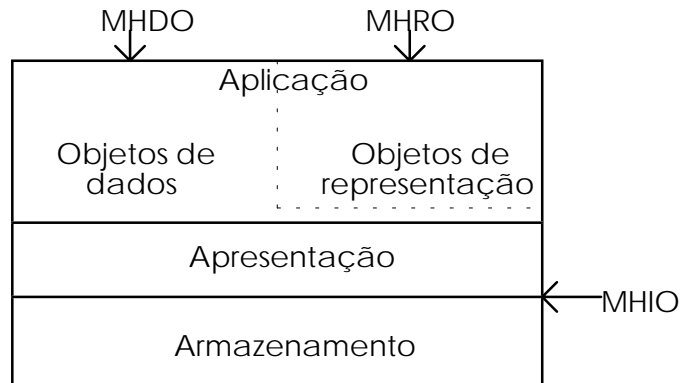 MHDO MHRO
Aplicação
Objetos de dados
Objetos de representação
Apresentação
MHIO
Armazenamento